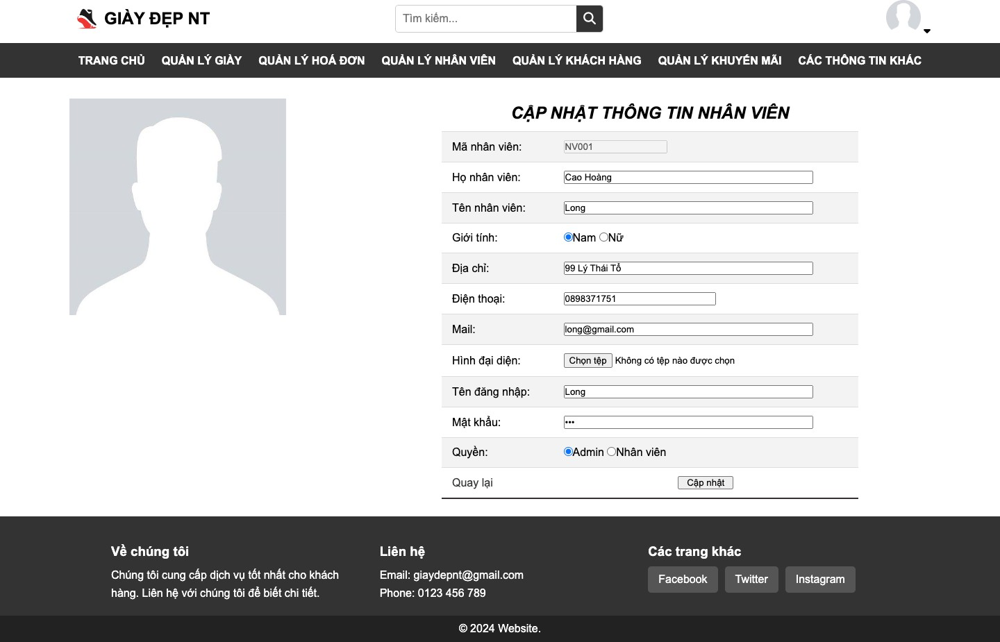 GIÀY ĐẸP NT
Tìm kiếm...
TRANG CHỦ QUẢN LÝ GIÀY QUẢN LÝ HOÁ ĐƠN QUẢN LÝ NHÂN VIÊN QUẢN LÝ KHÁCH HÀNG QUẢN LÝ KHUYẾN MÃI CÁC THÔNG TIN KHÁC
CẬP NHẬT THÔNG TIN NHÂN VIÊN
Mã nhân viên: NV001
Họ nhân viên: Cao Hoàng
Tên nhân viên: Long
Giới tính: Nam Nữ
Địa chỉ: 99 Lý Thái Tổ
Điện thoại: 0898371751
Mail: long@gmail.com
Hình đại diện: Chọn tệp Không có tệp nào được chọn
Tên đăng nhập: Long
Mật khẩu: •••
Quyền: Admin Nhân viên
Quay lại Cập nhật
Về chúng tôi
Chúng tôi cung cấp dịch vụ tốt nhất cho khách
hàng. Liên hệ với chúng tôi để biết chi tiết.
Liên hệ
Email: giaydepnt@gmail.com
Phone: 0123 456 789
Các trang khác
Facebook Twitter Instagram
© 2024 Website.